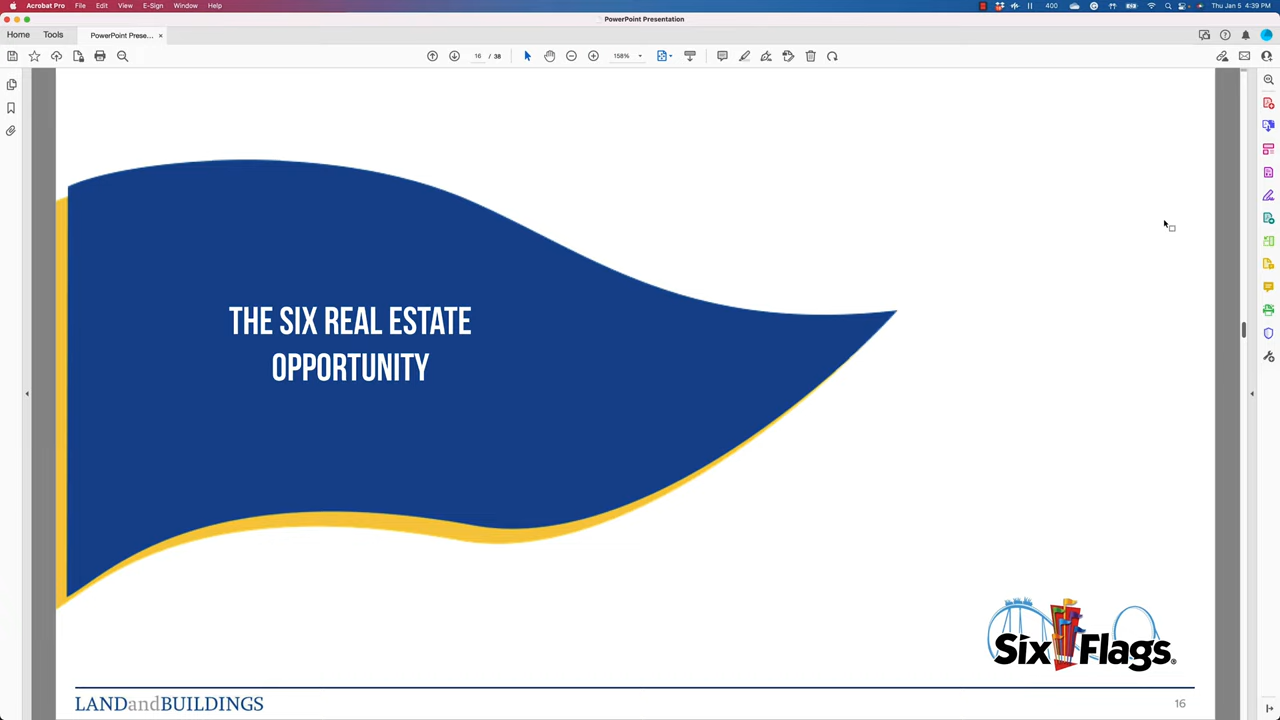 Acrobat Pro File Edit View E-Sign Window Help 400 Thu Jan 5 4:39 PM
PowerPoint Presentation
Home Tools PowerPoint Prese... ×
16 / 38 158%
THE SIX REAL ESTATE
OPPORTUNITY
Six Flags®
LANDandBUILDINGS 16